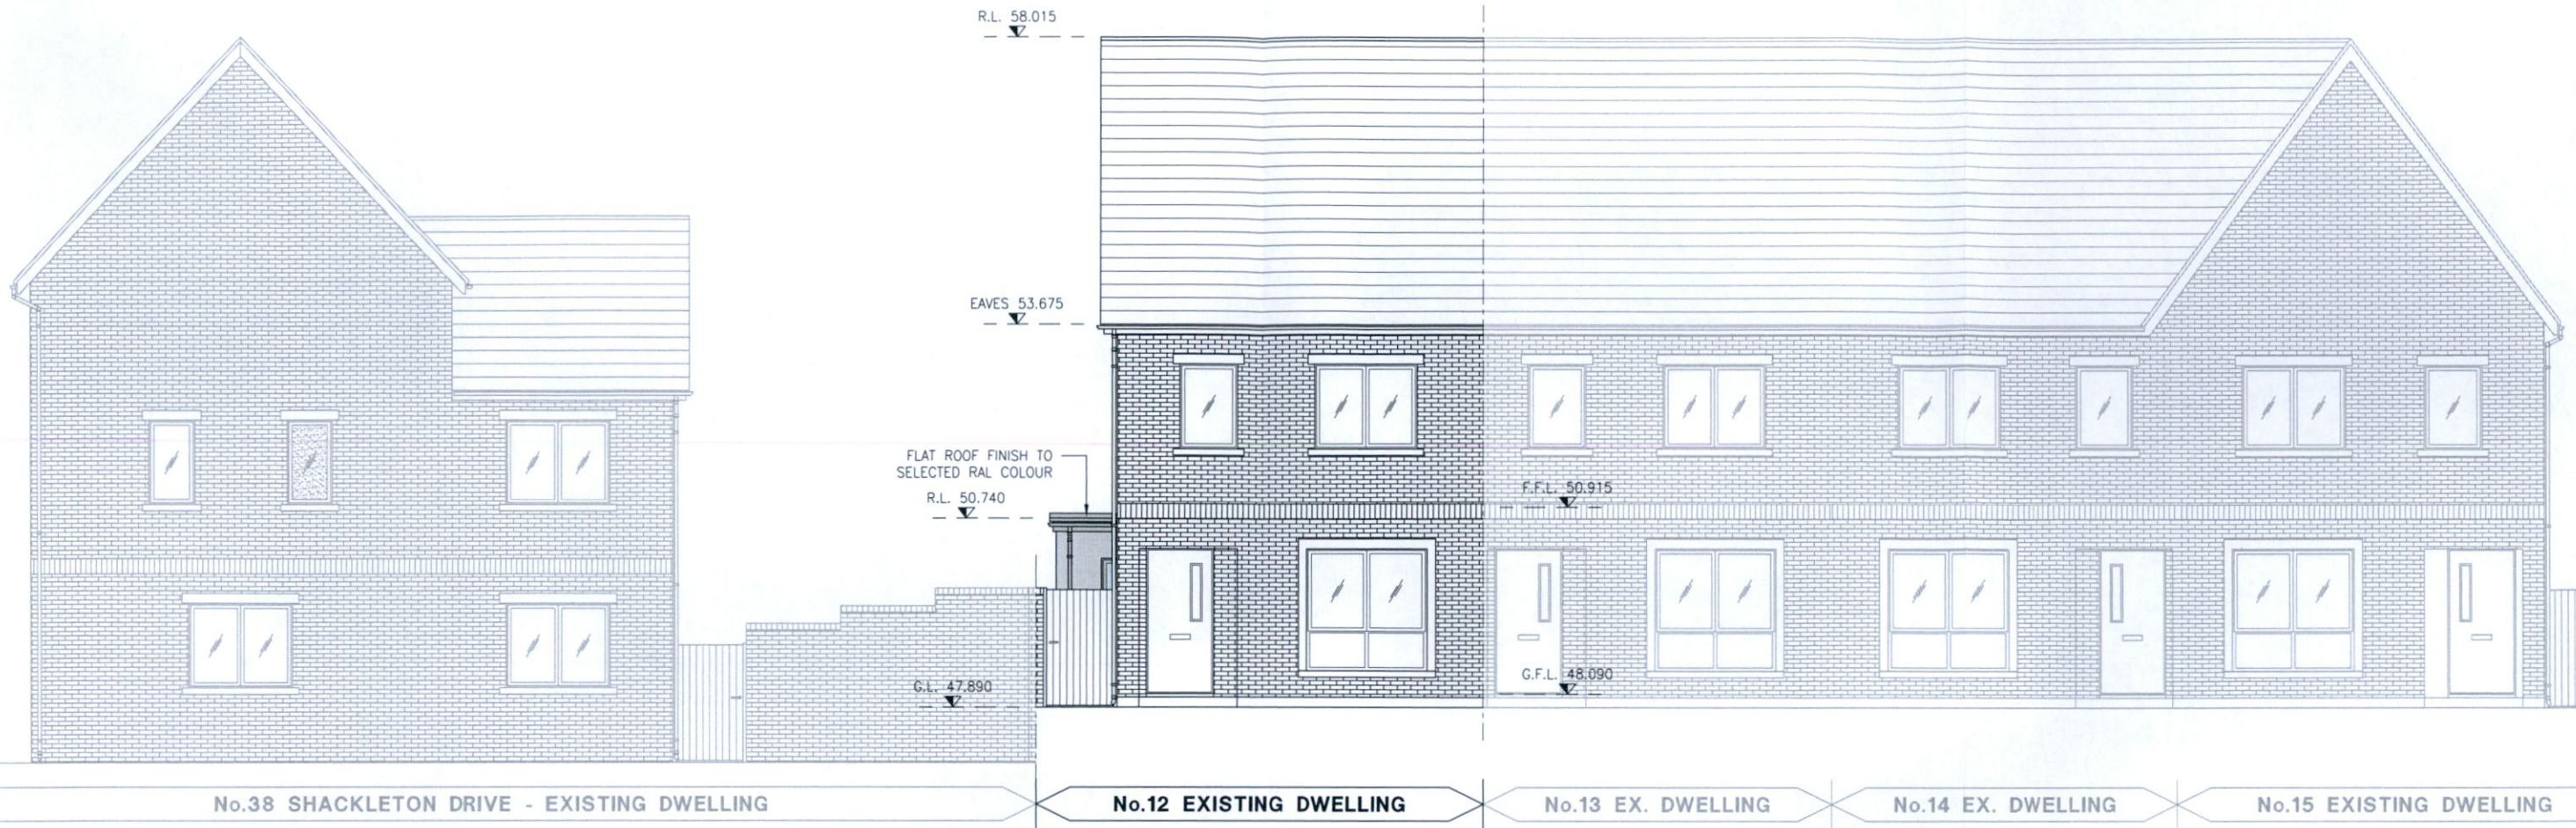 R.L. 58.015
EAVES 53.675
FLAT ROOF FINISH TO
SELECTED RAL COLOUR
R.L. 50.740
F.F.L. 50.915
G.L. 47.890
G.F.L. 48.090
No.38 SHACKLETON DRIVE - EXISTING DWELLING
No.12 EXISTING DWELLING
No.13 EX. DWELLING
No.14 EX. DWELLING
No.15 EXISTING DWELLING